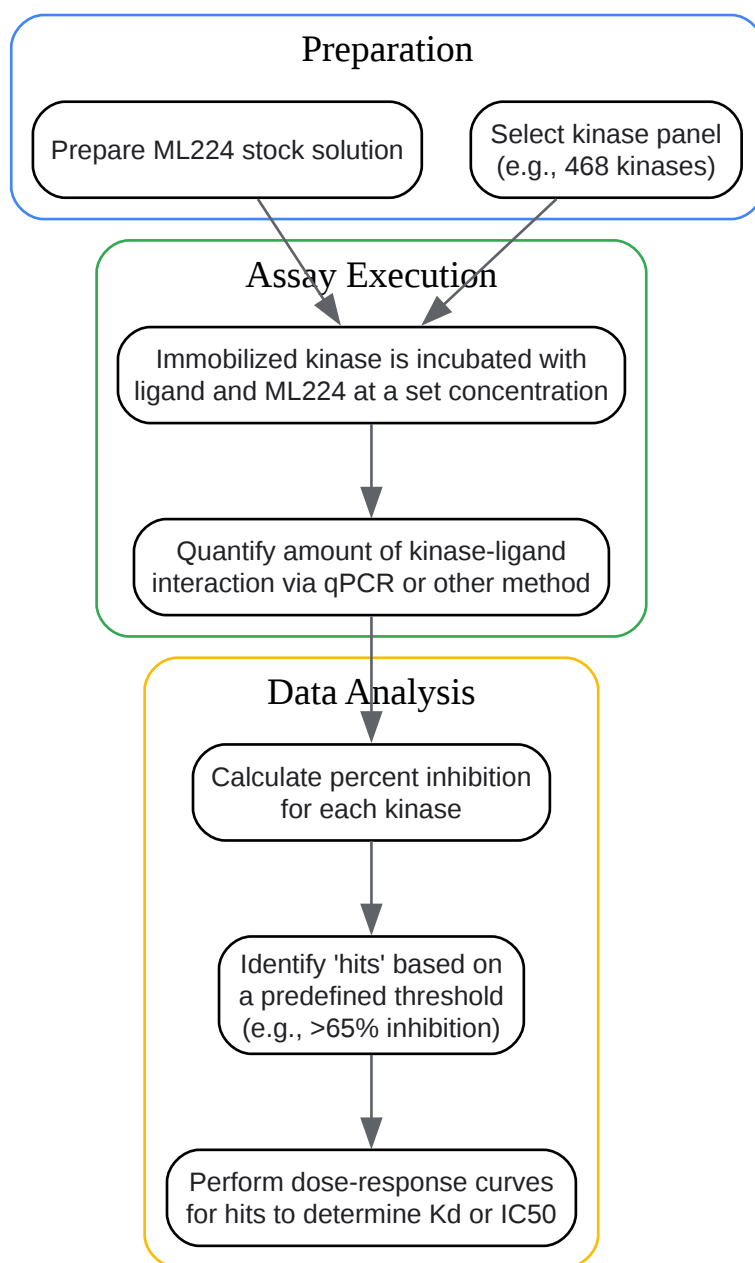 Preparation
Prepare ML224 stock solution
Select kinase panel
(e.g., 468 kinases)
Assay Execution
Immobilized kinase is incubated with
ligand and ML224 at a set concentration
Quantify amount of kinase-ligand
interaction via qPCR or other method
Data Analysis
Calculate percent inhibition
for each kinase
Identify 'hits' based on
a predefined threshold
(e.g., >65% inhibition)
Perform dose-response curves
for hits to determine Kd or IC50